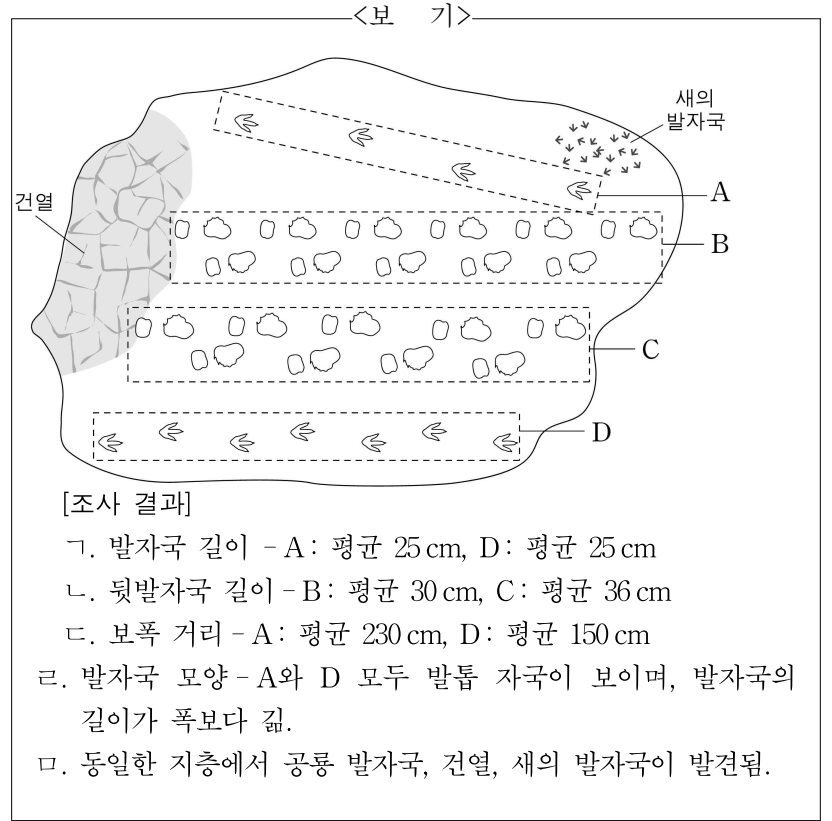 <보 기>
새의
발자국
건열
A
B
C
D
[조사 결과]
ㄱ. 발자국 길이 - A : 평균 25 cm, D : 평균 25 cm
ㄴ. 뒷발자국 길이 - B : 평균 30 cm, C : 평균 36 cm
ㄷ. 보폭 거리 - A : 평균 230 cm, D : 평균 150 cm
ㄹ. 발자국 모양 - A와 D 모두 발톱 자국이 보이며, 발자국의
길이가 폭보다 긺.
ㅁ. 동일한 지층에서 공룡 발자국, 건열, 새의 발자국이 발견됨.